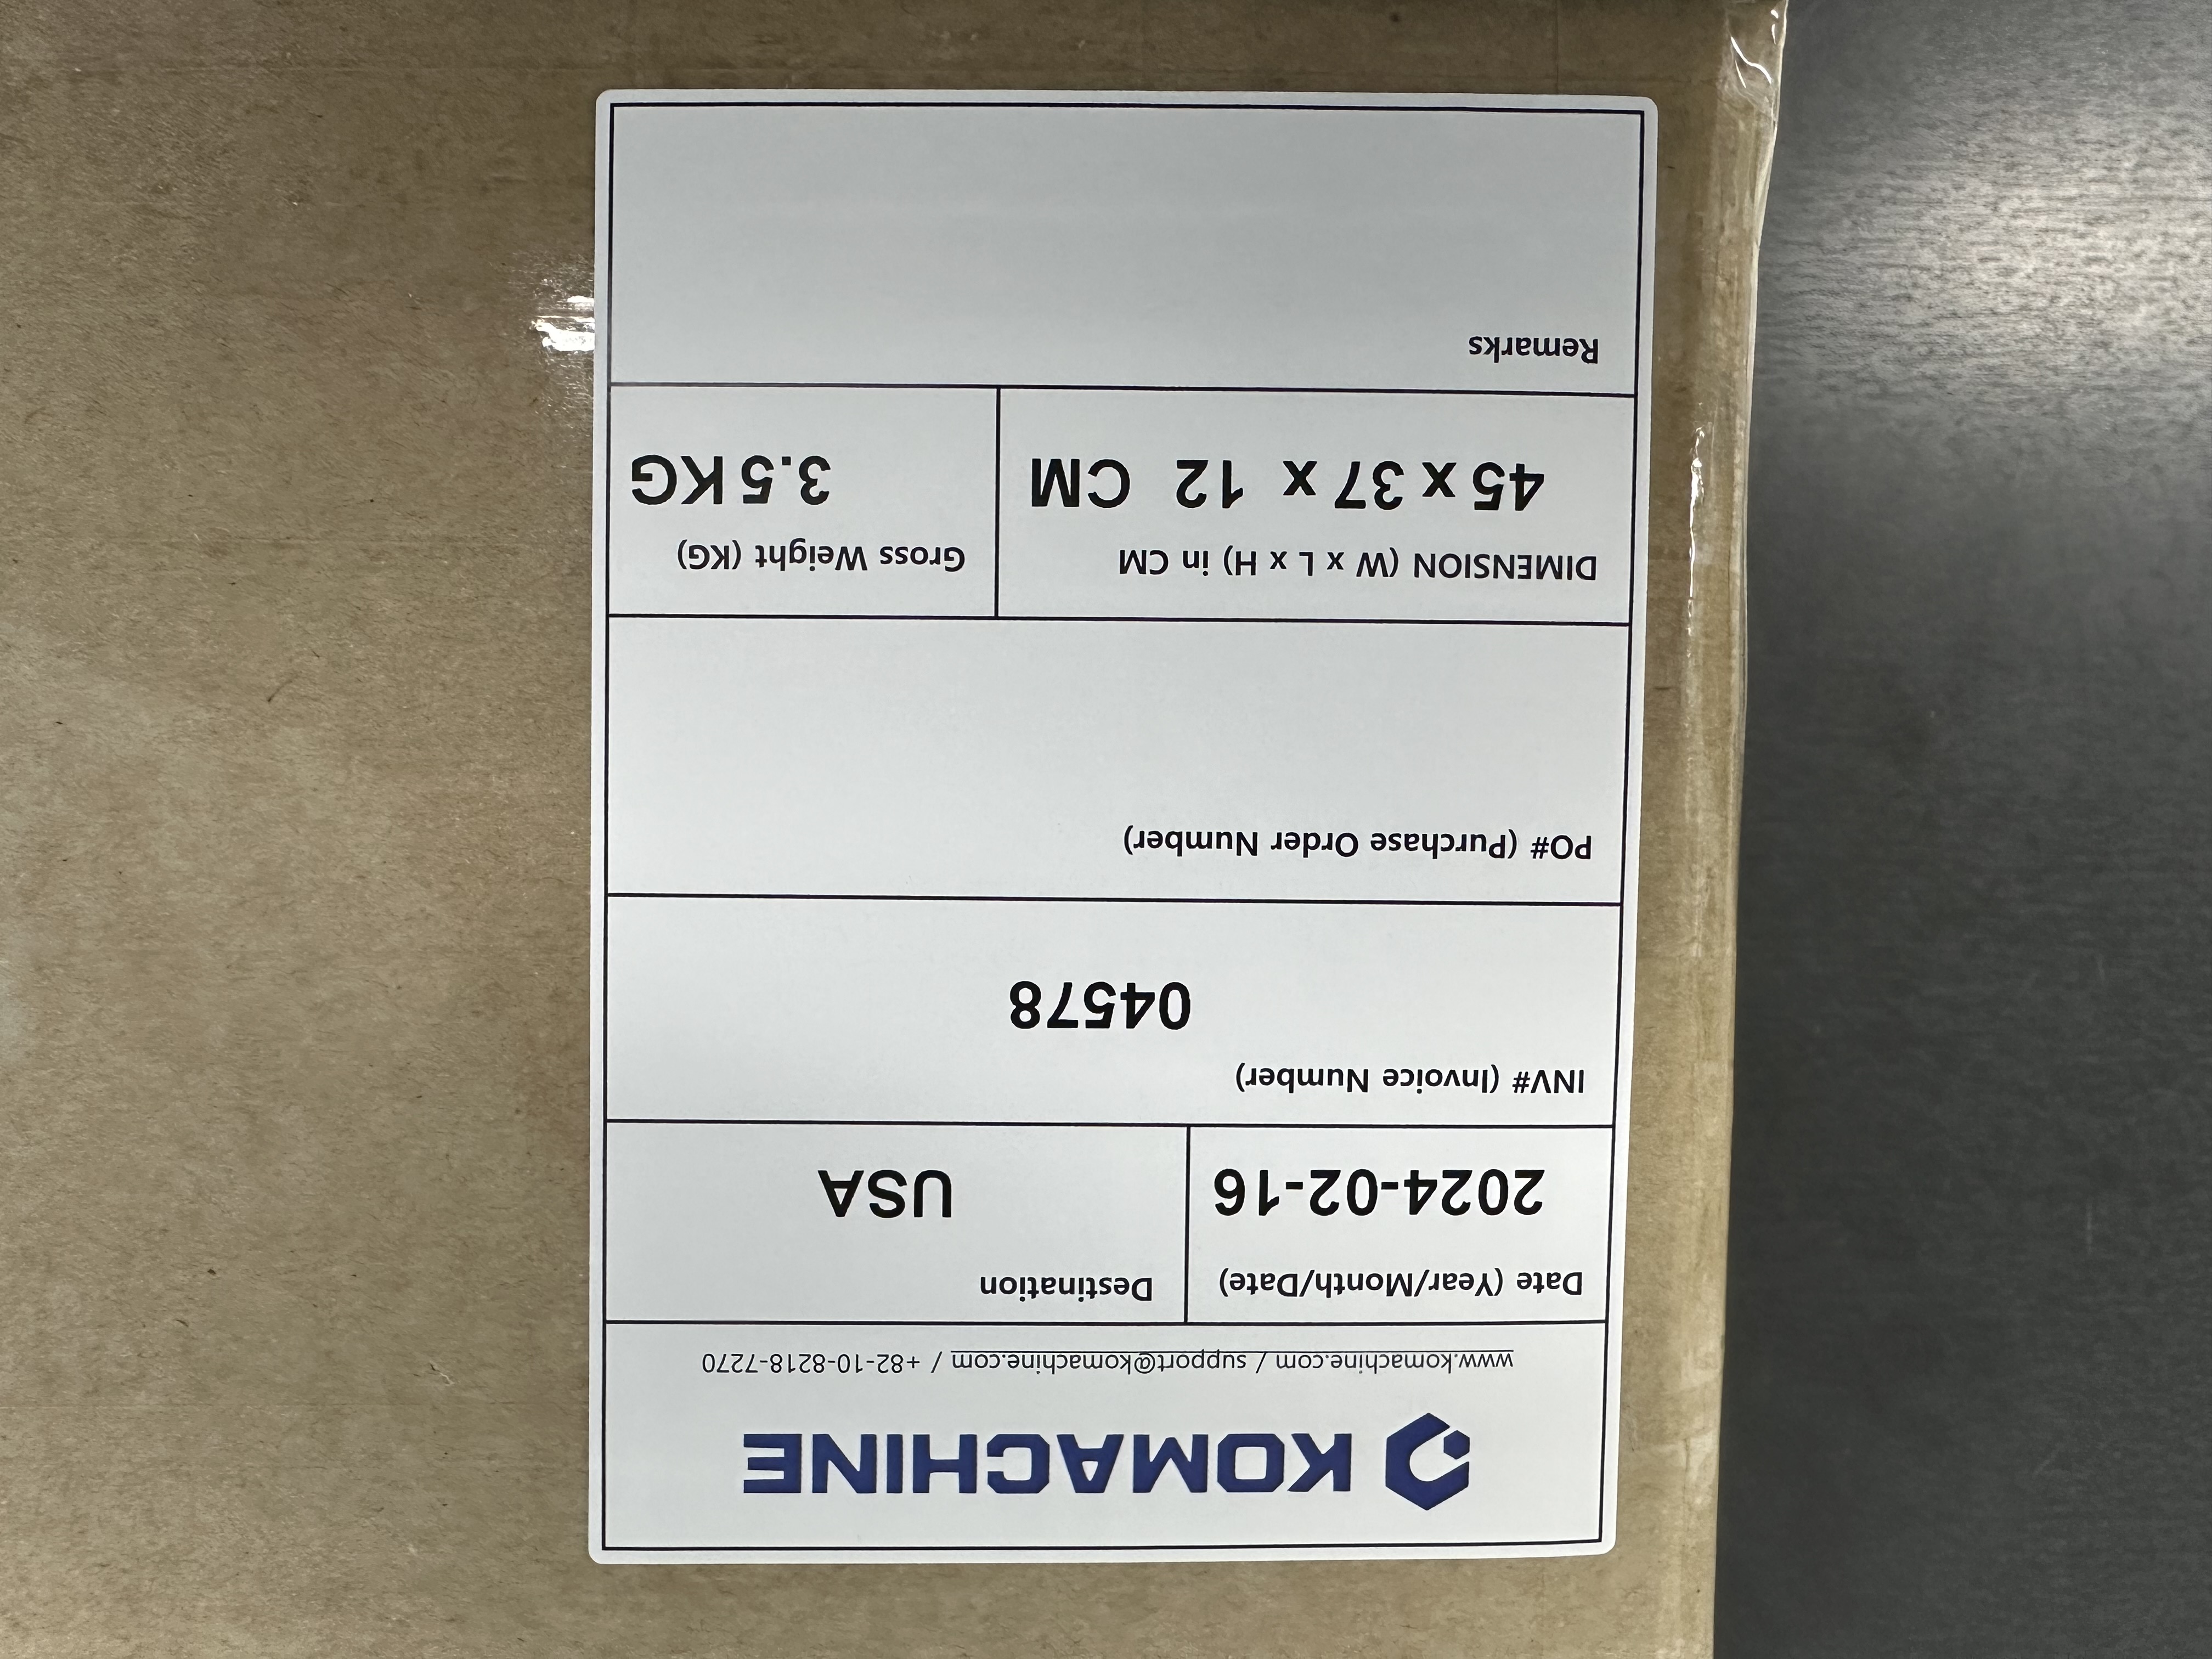 KOMACHINE
www.komachine.com / support@komachine.com / +82-10-8218-7270
Date (Year/Month/Date)
2024-02-16
Destination
USA
INV# (Invoice Number)
04578
PO# (Purchase Order Number)
DIMENSION (W x L x H) in CM
45 x 37 x 12 CM
Gross Weight (KG)
3.5 KG
Remarks